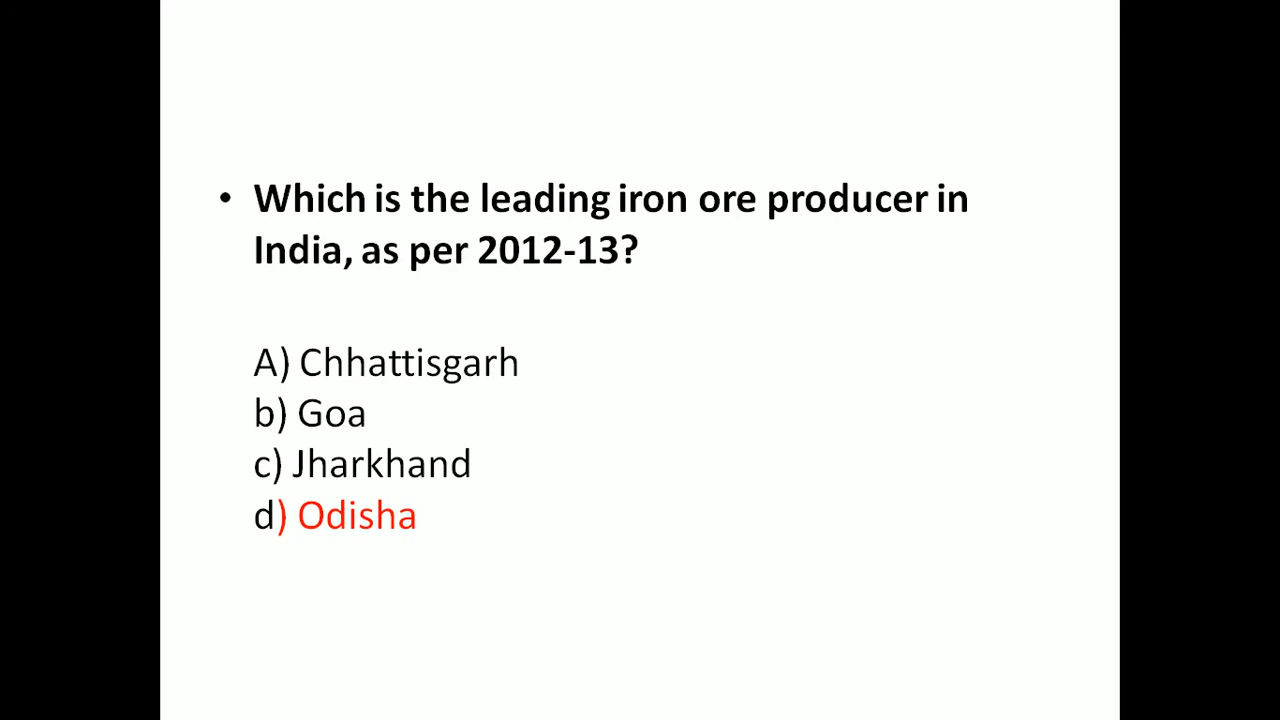 • Which is the leading iron ore producer in
India, as per 2012-13?
A) Chhattisgarh
b) Goa
c) Jharkhand
d) Odisha